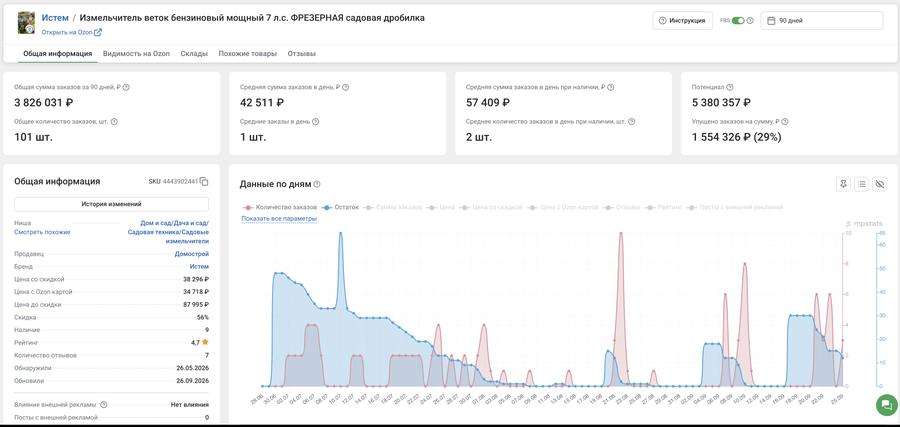 Истем / Измельчитель веток бензиновый мощный 7 л.с. ФРЕЗЕРНАЯ садовая дробилка
Открыть на Ozon
Инструкция
FBS
90 дней
Общая информация Видимость на Ozon Склады Похожие товары Отзывы
Общая сумма заказов за 90 дней, ₽
3 826 031 ₽
Общее количество заказов, шт.
101 шт.
Средняя сумма заказов в день, ₽
42 511 ₽
Средние заказы в день
1 шт.
Средняя сумма заказов в день при наличии, ₽
57 409 ₽
Среднее количество заказов в день при наличии, шт.
2 шт.
Потенциал
5 380 357 ₽
Упущено заказов на сумму, ₽
1 554 326 ₽ (29%)
Общая информация
SKU 4443902441
История изменений
Ниша
Смотреть похожие
Дом и сад/Дача и сад/
Садовая техника/Садовые
измельчители
Продавец Домострой
Бренд Истем
Цена со скидкой 38 296 ₽
Цена с Ozon картой 34 718 ₽
Цена до скидки 87 995 ₽
Скидка 56%
Наличие 9
Рейтинг 4,7
Количество отзывов 7
Обнаружили 26.05.2026
Обновили 26.09.2026
Влияние внешней рекламы Нет влияния
Посты с внешней рекламой 0
Данные по дням
Количество заказов Остаток Сумма заказов Цена Цена со скидкой Цена с Ozon картой Отзывы Рейтинг Посты с внешней рекламой
Показать все параметры
mpstats